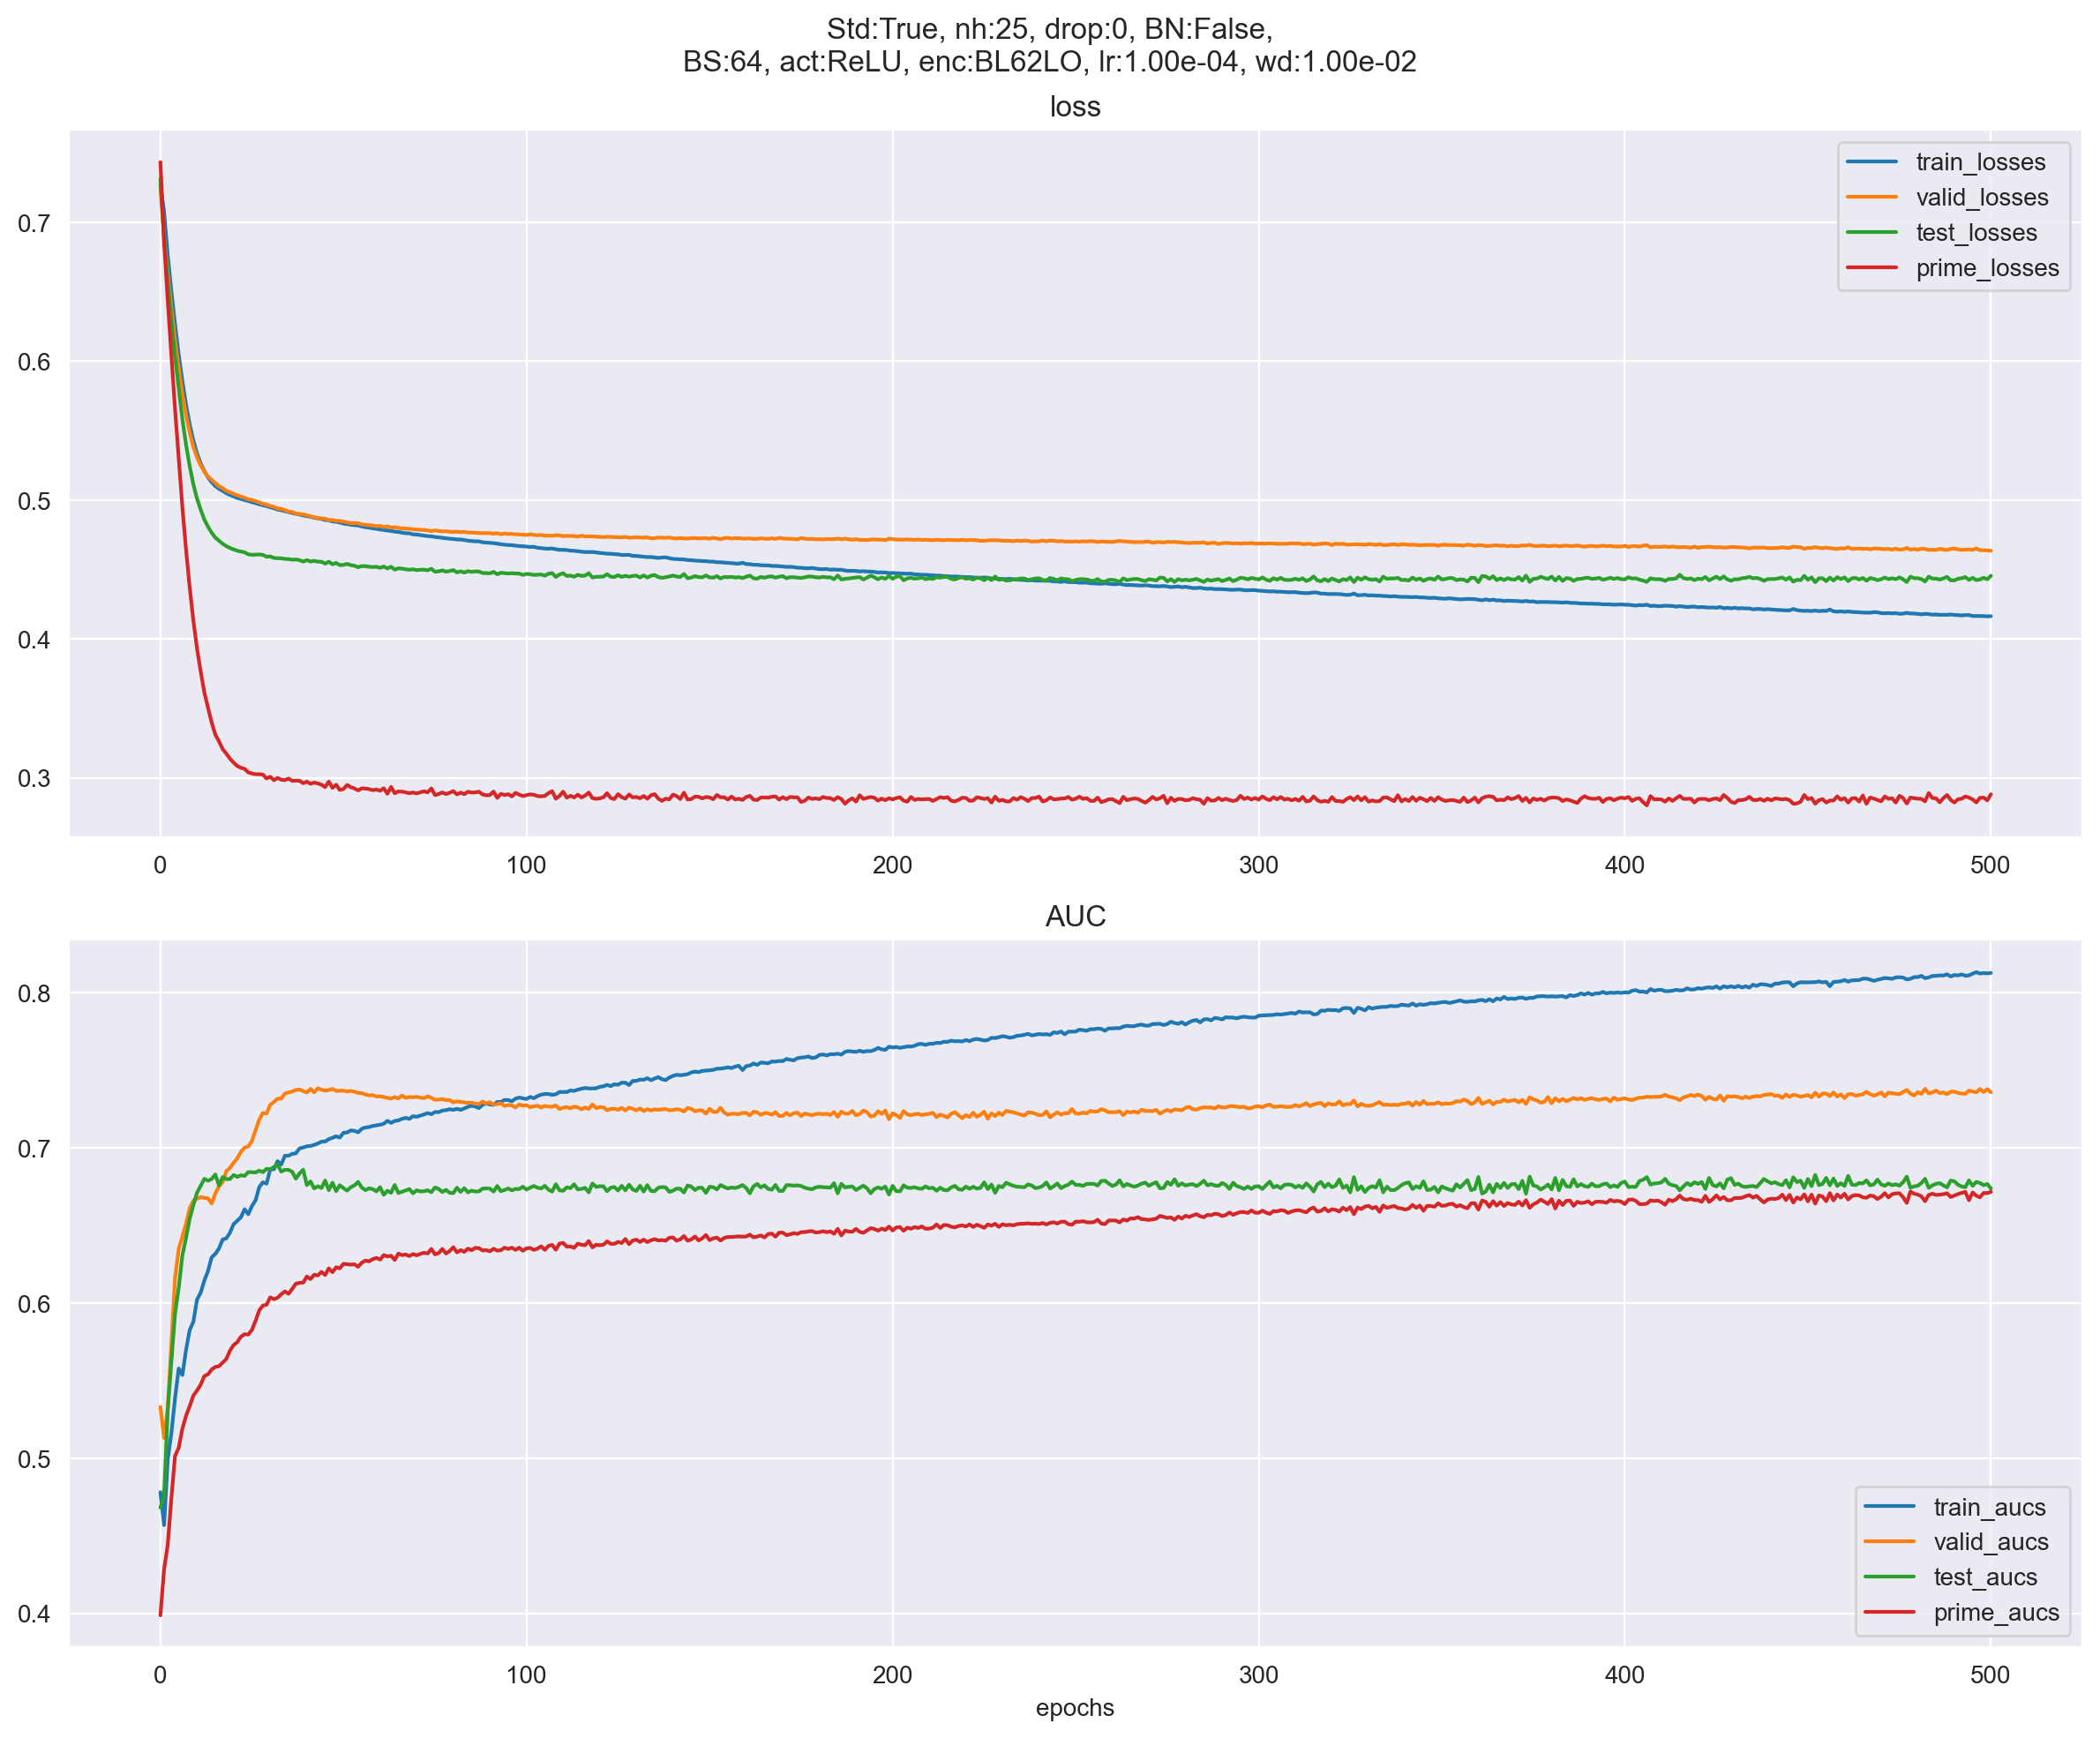 Std:True, nh:25, drop:0, BN:False,
BS:64, act:ReLU, enc:BL62LO, lr:1.00e-04, wd:1.00e-02
loss
train_losses
valid_losses
test_losses
prime_losses
0.7
0.6
0.5
0.4
0.3
0 100 200 300 400 500
AUC
0.8
0.7
0.6
0.5
0.4
train_aucs
valid_aucs
test_aucs
prime_aucs
0 100 200 300 400 500
epochs